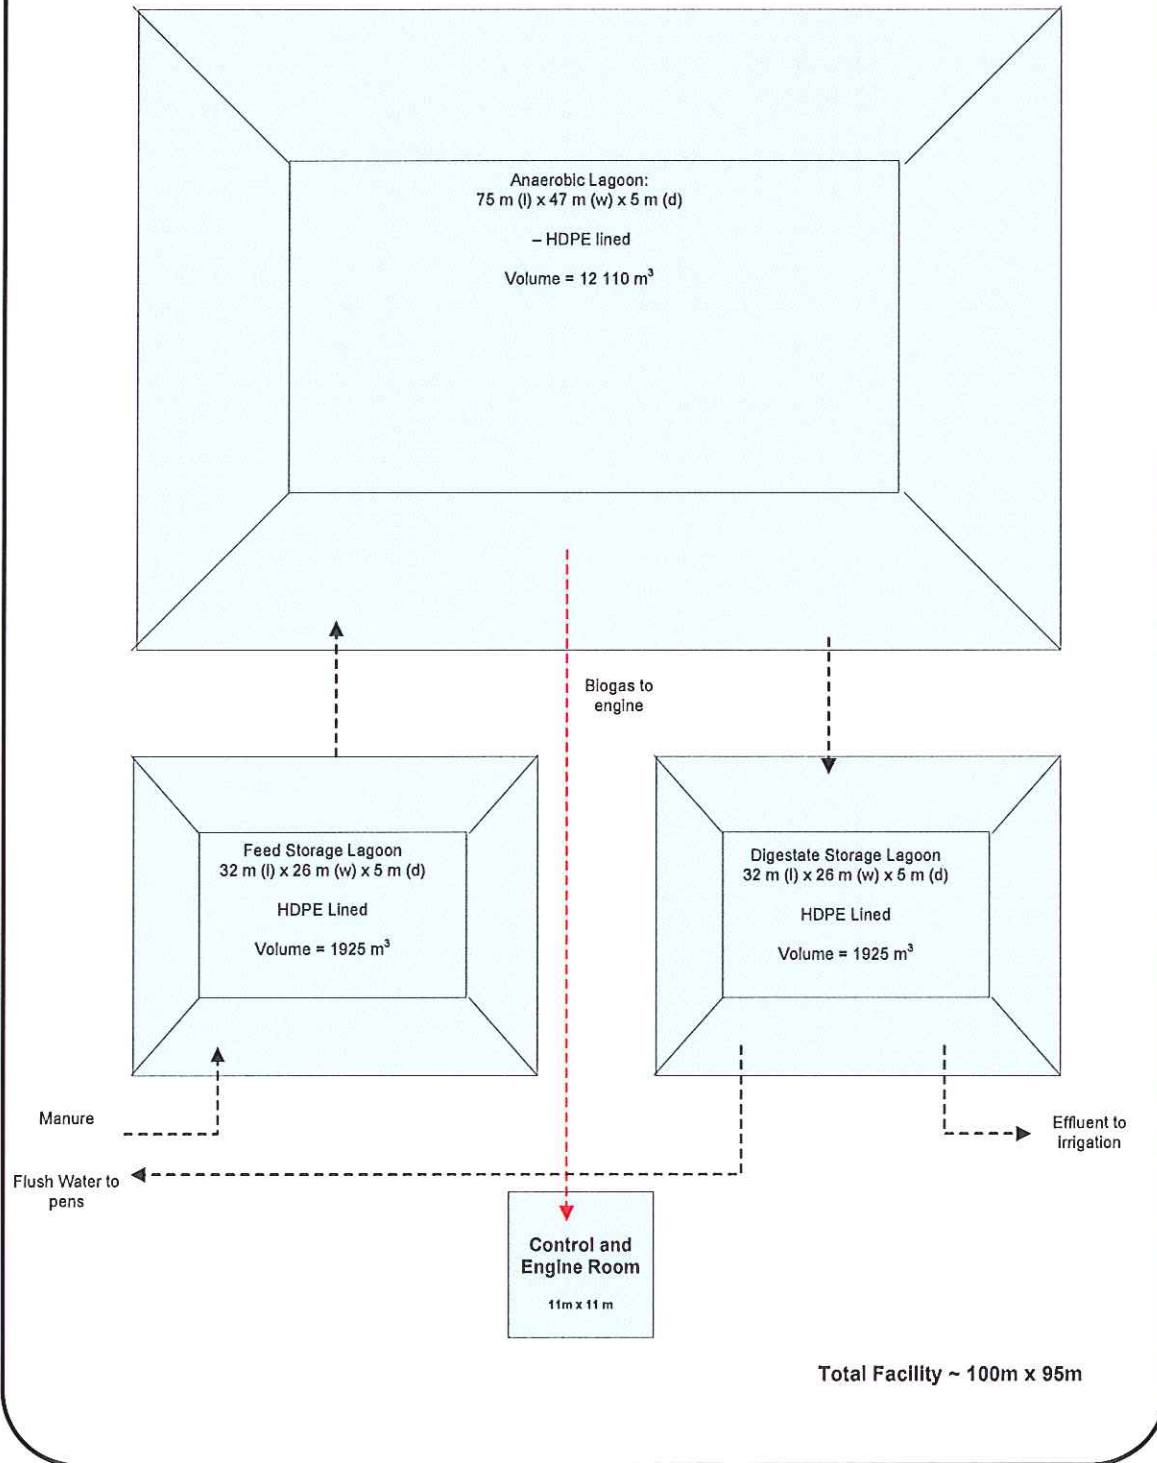 Anaerobic Lagoon:
75 m (l) x 47 m (w) x 5 m (d)
– HDPE lined
Volume = 12 110 m³
Biogas to
engine
Feed Storage Lagoon
32 m (l) x 26 m (w) x 5 m (d)
HDPE Lined
Volume = 1925 m³
Digestate Storage Lagoon
32 m (l) x 26 m (w) x 5 m (d)
HDPE Lined
Volume = 1925 m³
Manure
Effluent to
irrigation
Flush Water to
pens
Control and
Engine Room
11m x 11 m
Total Facility ~ 100m x 95m